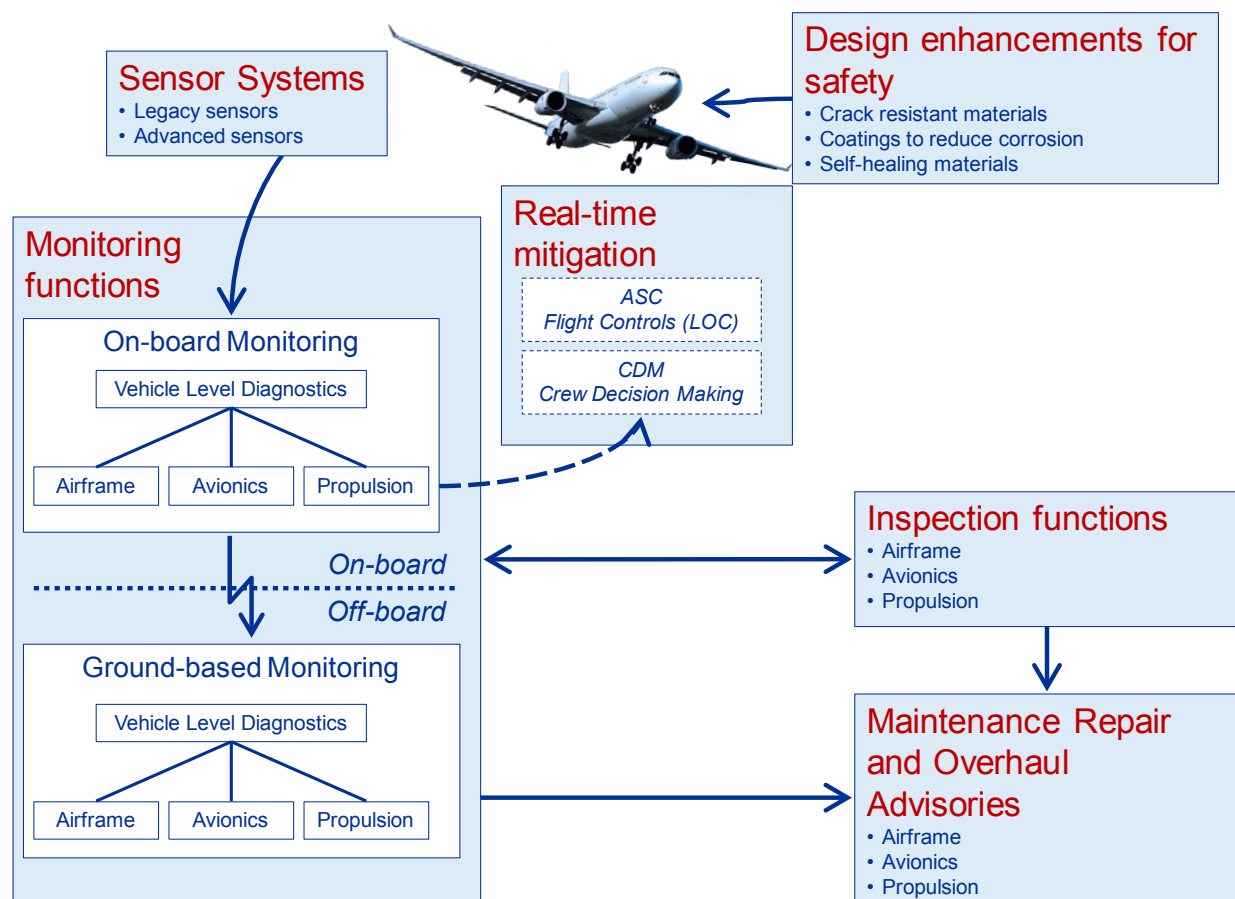 Sensor Systems
• Legacy sensors
• Advanced sensors
Design enhancements for
safety
• Crack resistant materials
• Coatings to reduce corrosion
• Self-healing materials
Monitoring
functions
On-board Monitoring
Vehicle Level Diagnostics
Airframe
Avionics
Propulsion
On-board
Off-board
Ground-based Monitoring
Vehicle Level Diagnostics
Airframe
Avionics
Propulsion
Real-time
mitigation
ASC
Flight Controls (LOC)
CDM
Crew Decision Making
Inspection functions
• Airframe
• Avionics
• Propulsion
Maintenance Repair
and Overhaul
Advisories
• Airframe
• Avionics
• Propulsion